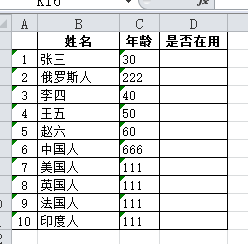 A B C D
姓名 年龄 是否在用
1 张三 30
2 俄罗斯人 222
3 李四 40
4 王五 50
5 赵六 60
6 中国人 666
7 美国人 111
8 英国人 111
9 法国人 111
10 印度人 111